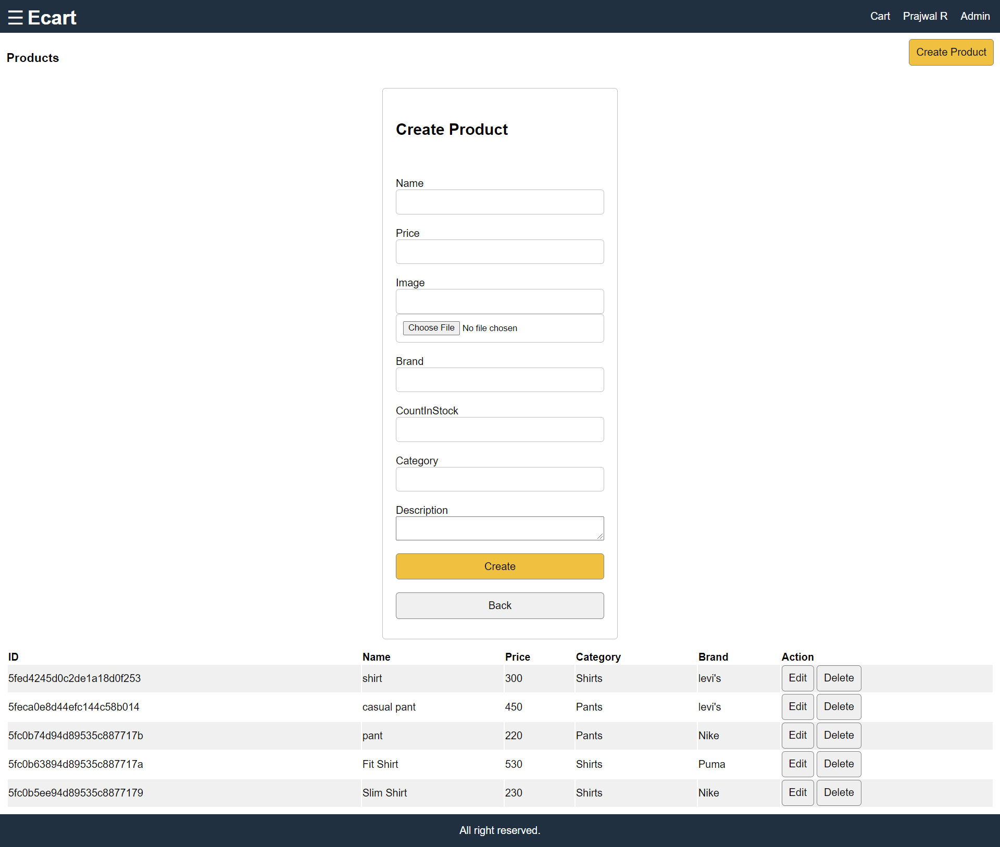 ☰ Ecart Cart Prajwal R Admin
Products Create Product
Create Product
Name
Price
Image
Choose File No file chosen
Brand
CountInStock
Category
Description
Create
Back
ID Name Price Category Brand Action
5fed4245d0c2de1a18d0f253 shirt 300 Shirts levi's Edit Delete
5feca0e8d44efc144c58b014 casual pant 450 Pants levi's Edit Delete
5fc0b74d94d89535c887717b pant 220 Pants Nike Edit Delete
5fc0b63894d89535c887717a Fit Shirt 530 Shirts Puma Edit Delete
5fc0b5ee94d89535c8877179 Slim Shirt 230 Shirts Nike Edit Delete
All right reserved.